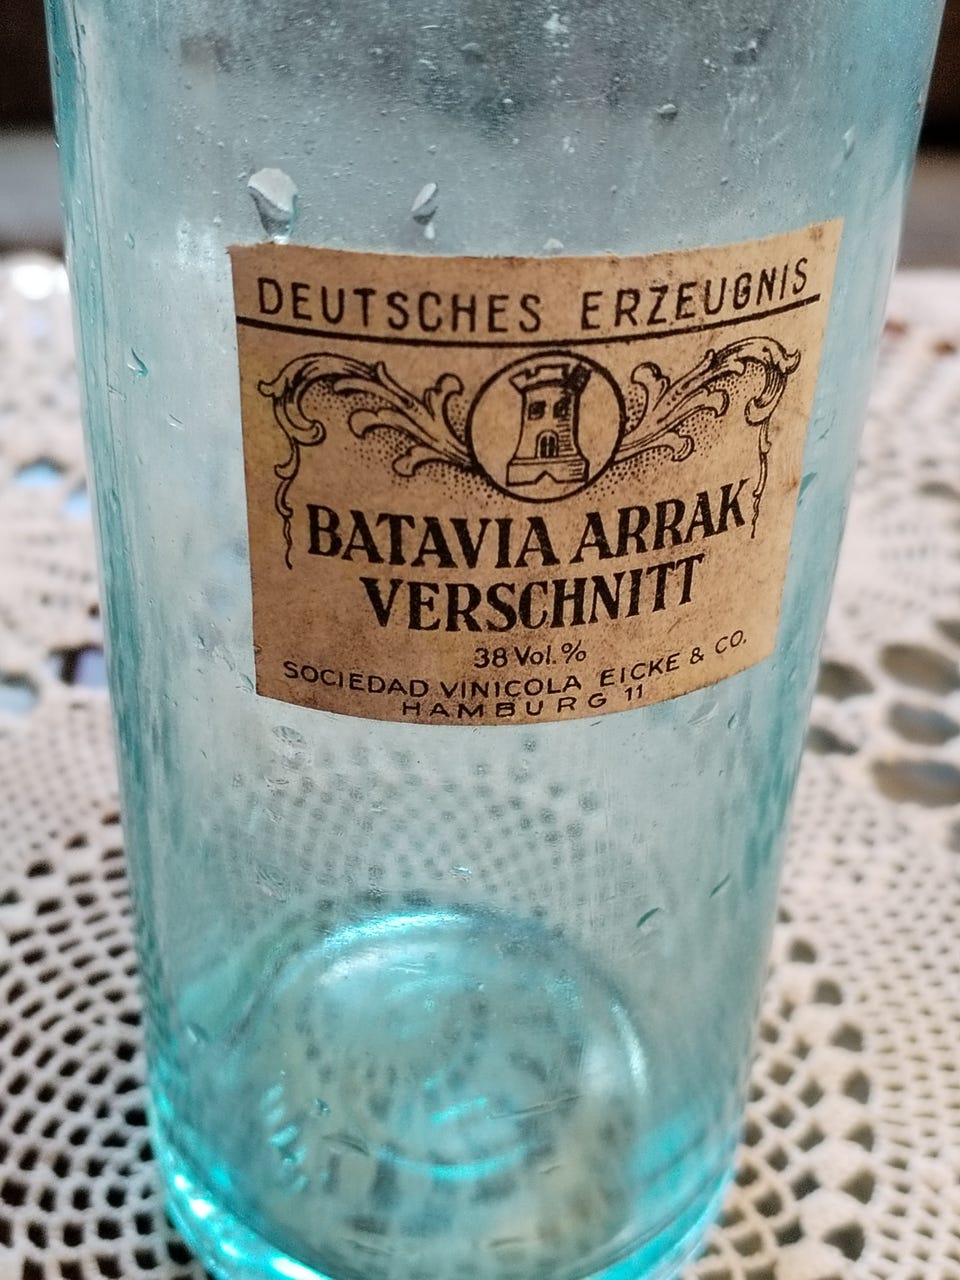 DEUTSCHES ERZEUGNIS
BATAVIA ARRAK
VERSCHNITT
38 Vol. %
SOCIEDAD VINICOLA EICKE & CO.
HAMBURG 11